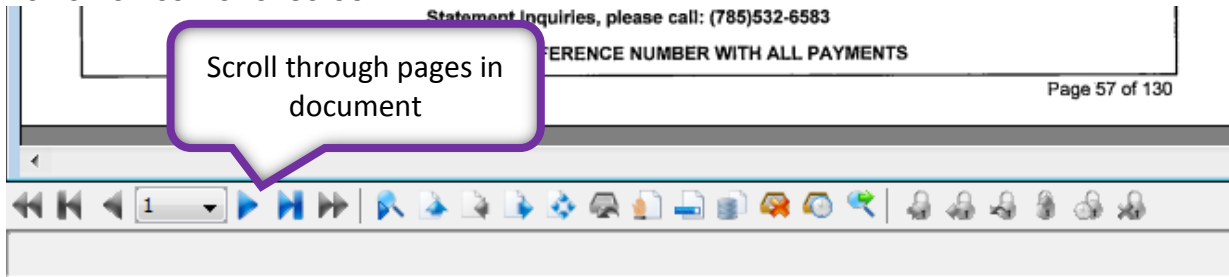 Statement Inquiries, please call: (785)532-6583
FERENCE NUMBER WITH ALL PAYMENTS
Scroll through pages in
document
Page 57 of 130
1